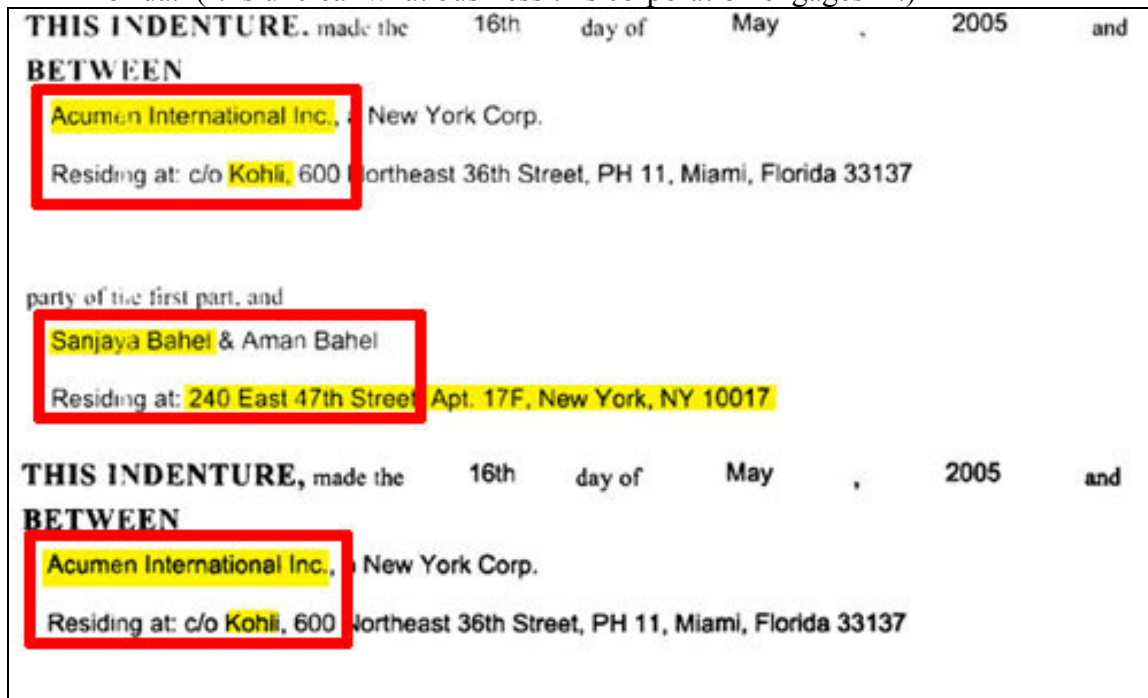 THIS INDENTURE. made the 16th day of May , 2005 and
BETWEEN
Acumen International Inc., a New York Corp.
Residing at: c/o Kohli, 600 Northeast 36th Street, PH 11, Miami, Florida 33137
party of the first part, and
Sanjaya Bahel & Aman Bahel
Residing at: 240 East 47th Street Apt. 17F, New York, NY 10017
THIS INDENTURE, made the 16th day of May , 2005 and
BETWEEN
Acumen International Inc., a New York Corp.
Residing at: c/o Kohli, 600 Northeast 36th Street, PH 11, Miami, Florida 33137